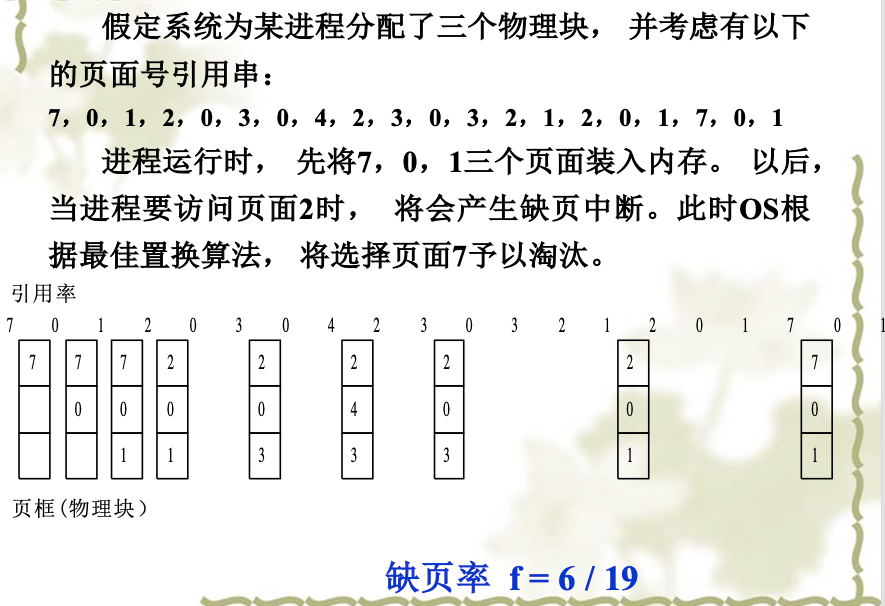 假定系统为某进程分配了三个物理块， 并考虑有以下
的页面号引用串：
7，0，1，2，0，3，0，4，2，3，0，3，2，1，2，0，1，7，0，1
进程运行时， 先将7，0，1三个页面装入内存。 以后，
当进程要访问页面2时， 将会产生缺页中断。此时OS根
据最佳置换算法， 将选择页面7予以淘汰。
引用率
7 0 1 2 0 3 0 4 2 3 0 3 2 1 2 0 1 7 0 1
7 7 7 2 2 2 2 2 7
0 0 0 0 4 0 0 0
1 1 3 3 3 1 1
页框(物理块）
缺页率 f = 6 / 19